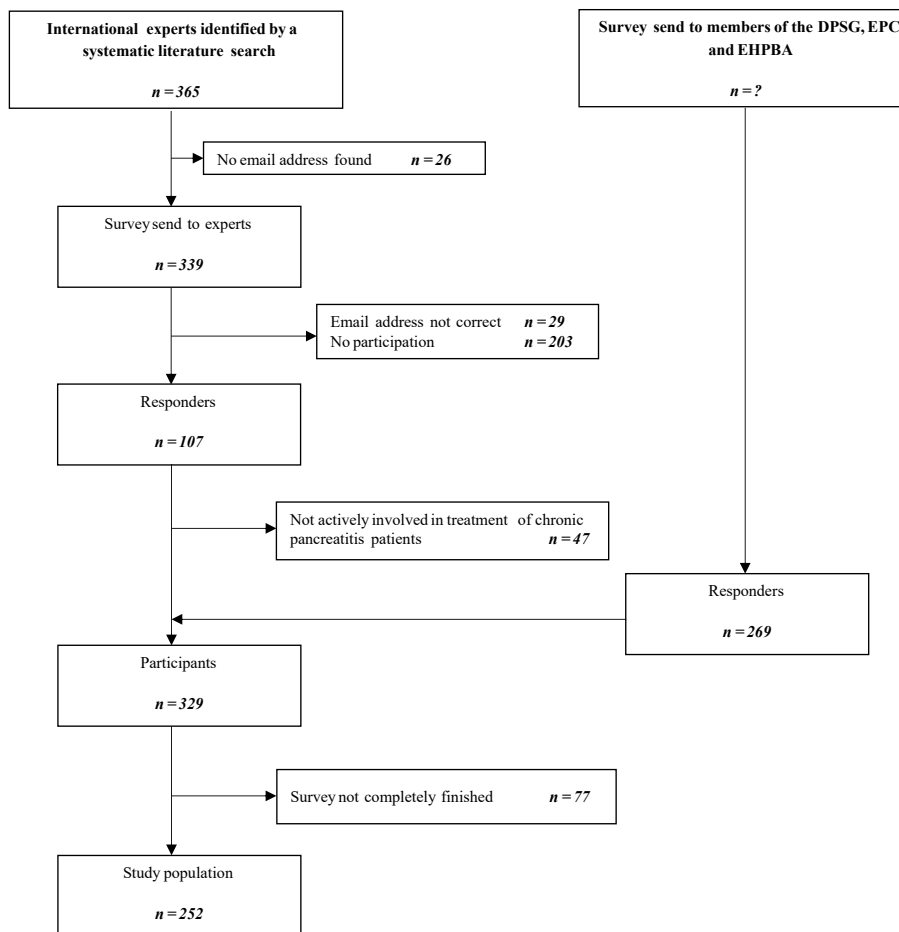 International experts identified by a
systematic literature search
n = 365
Survey send to members of the DPSG, EPC
and EHPBA
n = ?
No email address found n = 26
Survey send to experts
n = 339
Email address not correct n = 29
No participation n = 203
Responders
n = 107
Not actively involved in treatment of chronic
pancreatitis patients n = 47
Responders
n = 269
Participants
n = 329
Survey not completely finished n = 77
Study population
n = 252